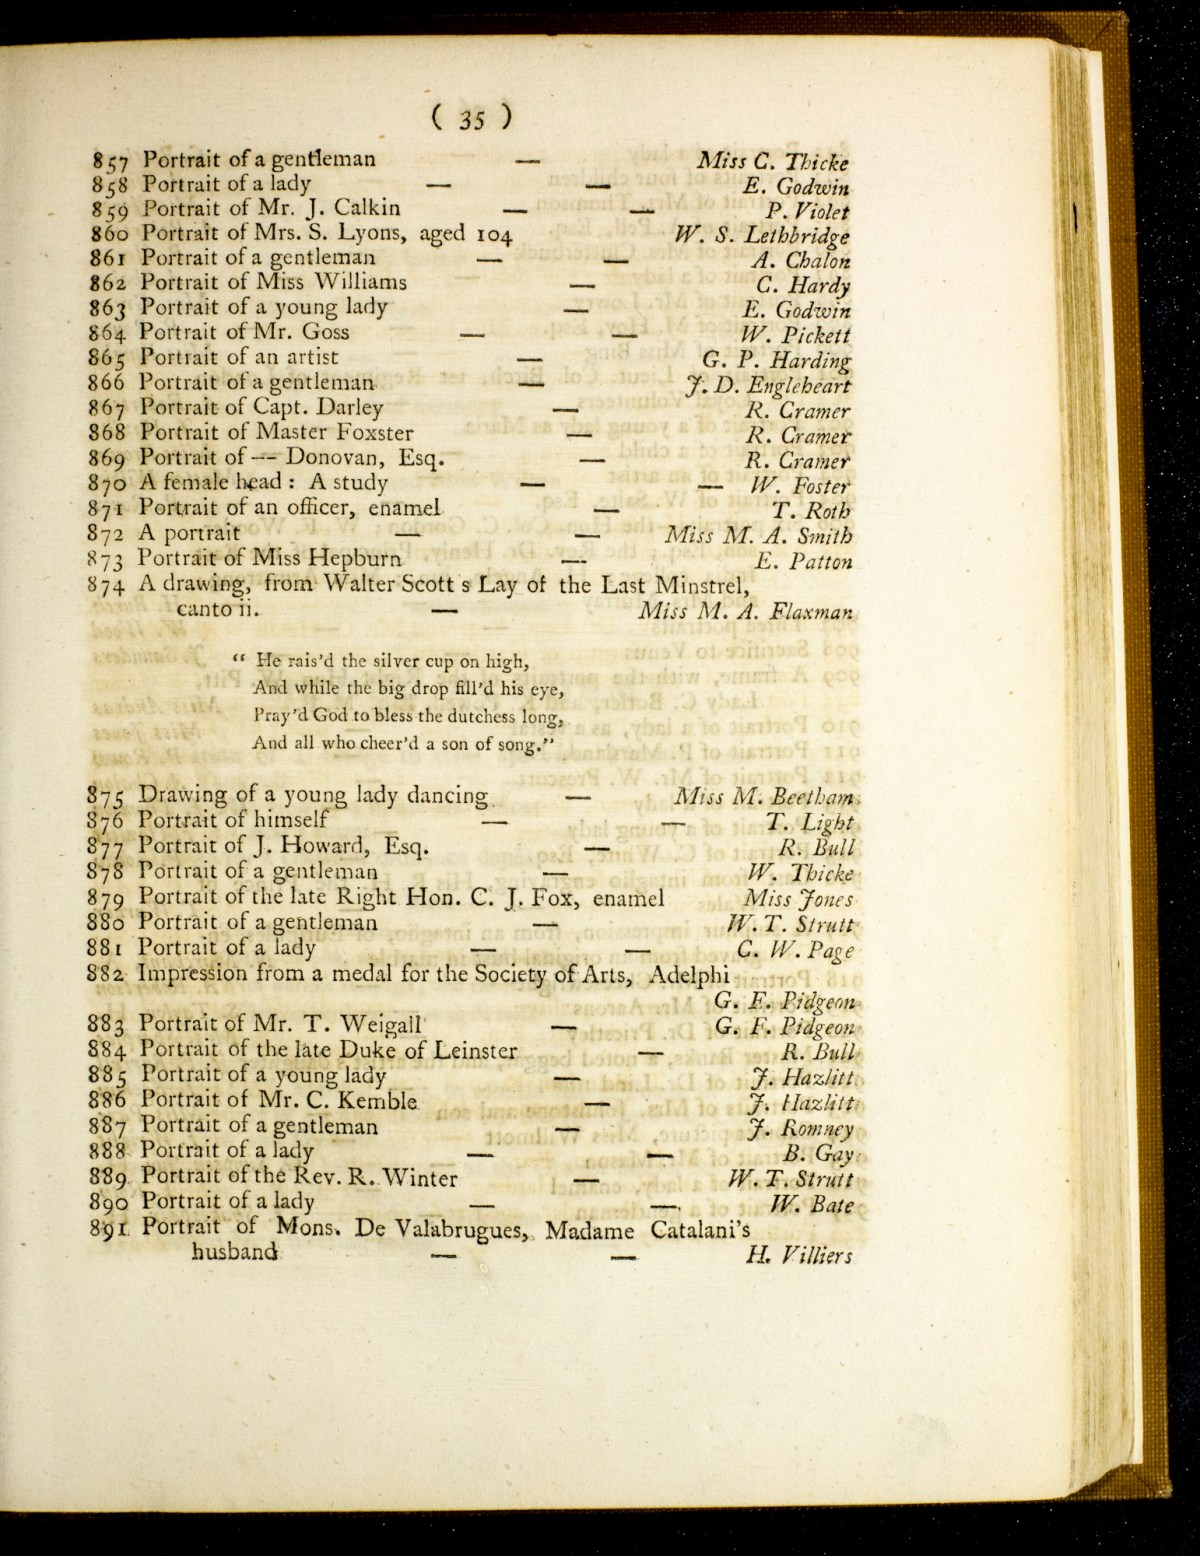 ( 35 )
857 Portrait of a gentleman — Miss C. Thicke
858 Portrait of a lady — — E. Godwin
859 Portrait of Mr. J. Calkin — — P. Violet
860 Portrait of Mrs. S. Lyons, aged 104 W. S. Lethbridge
861 Portrait of a gentleman — — A. Chalon
862 Portrait of Miss Williams — C. Hardy
863 Portrait of a young lady — E. Godwin
864 Portrait of Mr. Goss — — W. Pickett
865 Portrait of an artist — G. P. Harding
866 Portrait of a gentleman — J. D. Engleheart
867 Portrait of Capt. Darley — R. Cramer
868 Portrait of Master Foxster — R. Cramer
869 Portrait of — Donovan, Esq. — R. Cramer
870 A female head : A study — — W. Foster
871 Portrait of an officer, enamel — T. Roth
872 A portrait — — Miss M. A. Smith
873 Portrait of Miss Hepburn — E. Patton
874 A drawing, from Walter Scott's Lay of the Last Minstrel,
canto ii. — Miss M. A. Flaxman
“ He rais'd the silver cup on high,
And while the big drop fill'd his eye,
Pray'd God to bless the dutchess long,
And all who cheer'd a son of song.”
875 Drawing of a young lady dancing — Miss M. Beetham
876 Portrait of himself — — T. Light
877 Portrait of J. Howard, Esq. — R. Bull
878 Portrait of a gentleman — W. Thicke
879 Portrait of the late Right Hon. C. J. Fox, enamel Miss Jones
880 Portrait of a gentleman — W. T. Strutt
881 Portrait of a lady — — C. W. Page
882 Impression from a medal for the Society of Arts, Adelphi
G. F. Pidgeon
883 Portrait of Mr. T. Weigall — G. F. Pidgeon
884 Portrait of the late Duke of Leinster — R. Bull
885 Portrait of a young lady — J. Hazlitt
886 Portrait of Mr. C. Kemble — J. Hazlitt
887 Portrait of a gentleman — J. Romney
888 Portrait of a lady — — B. Gay
889 Portrait of the Rev. R. Winter — W. T. Strutt
890 Portrait of a lady — — W. Bate
891 Portrait of Mons. De Valabrugues, Madame Catalani's
husband — — H. Villiers